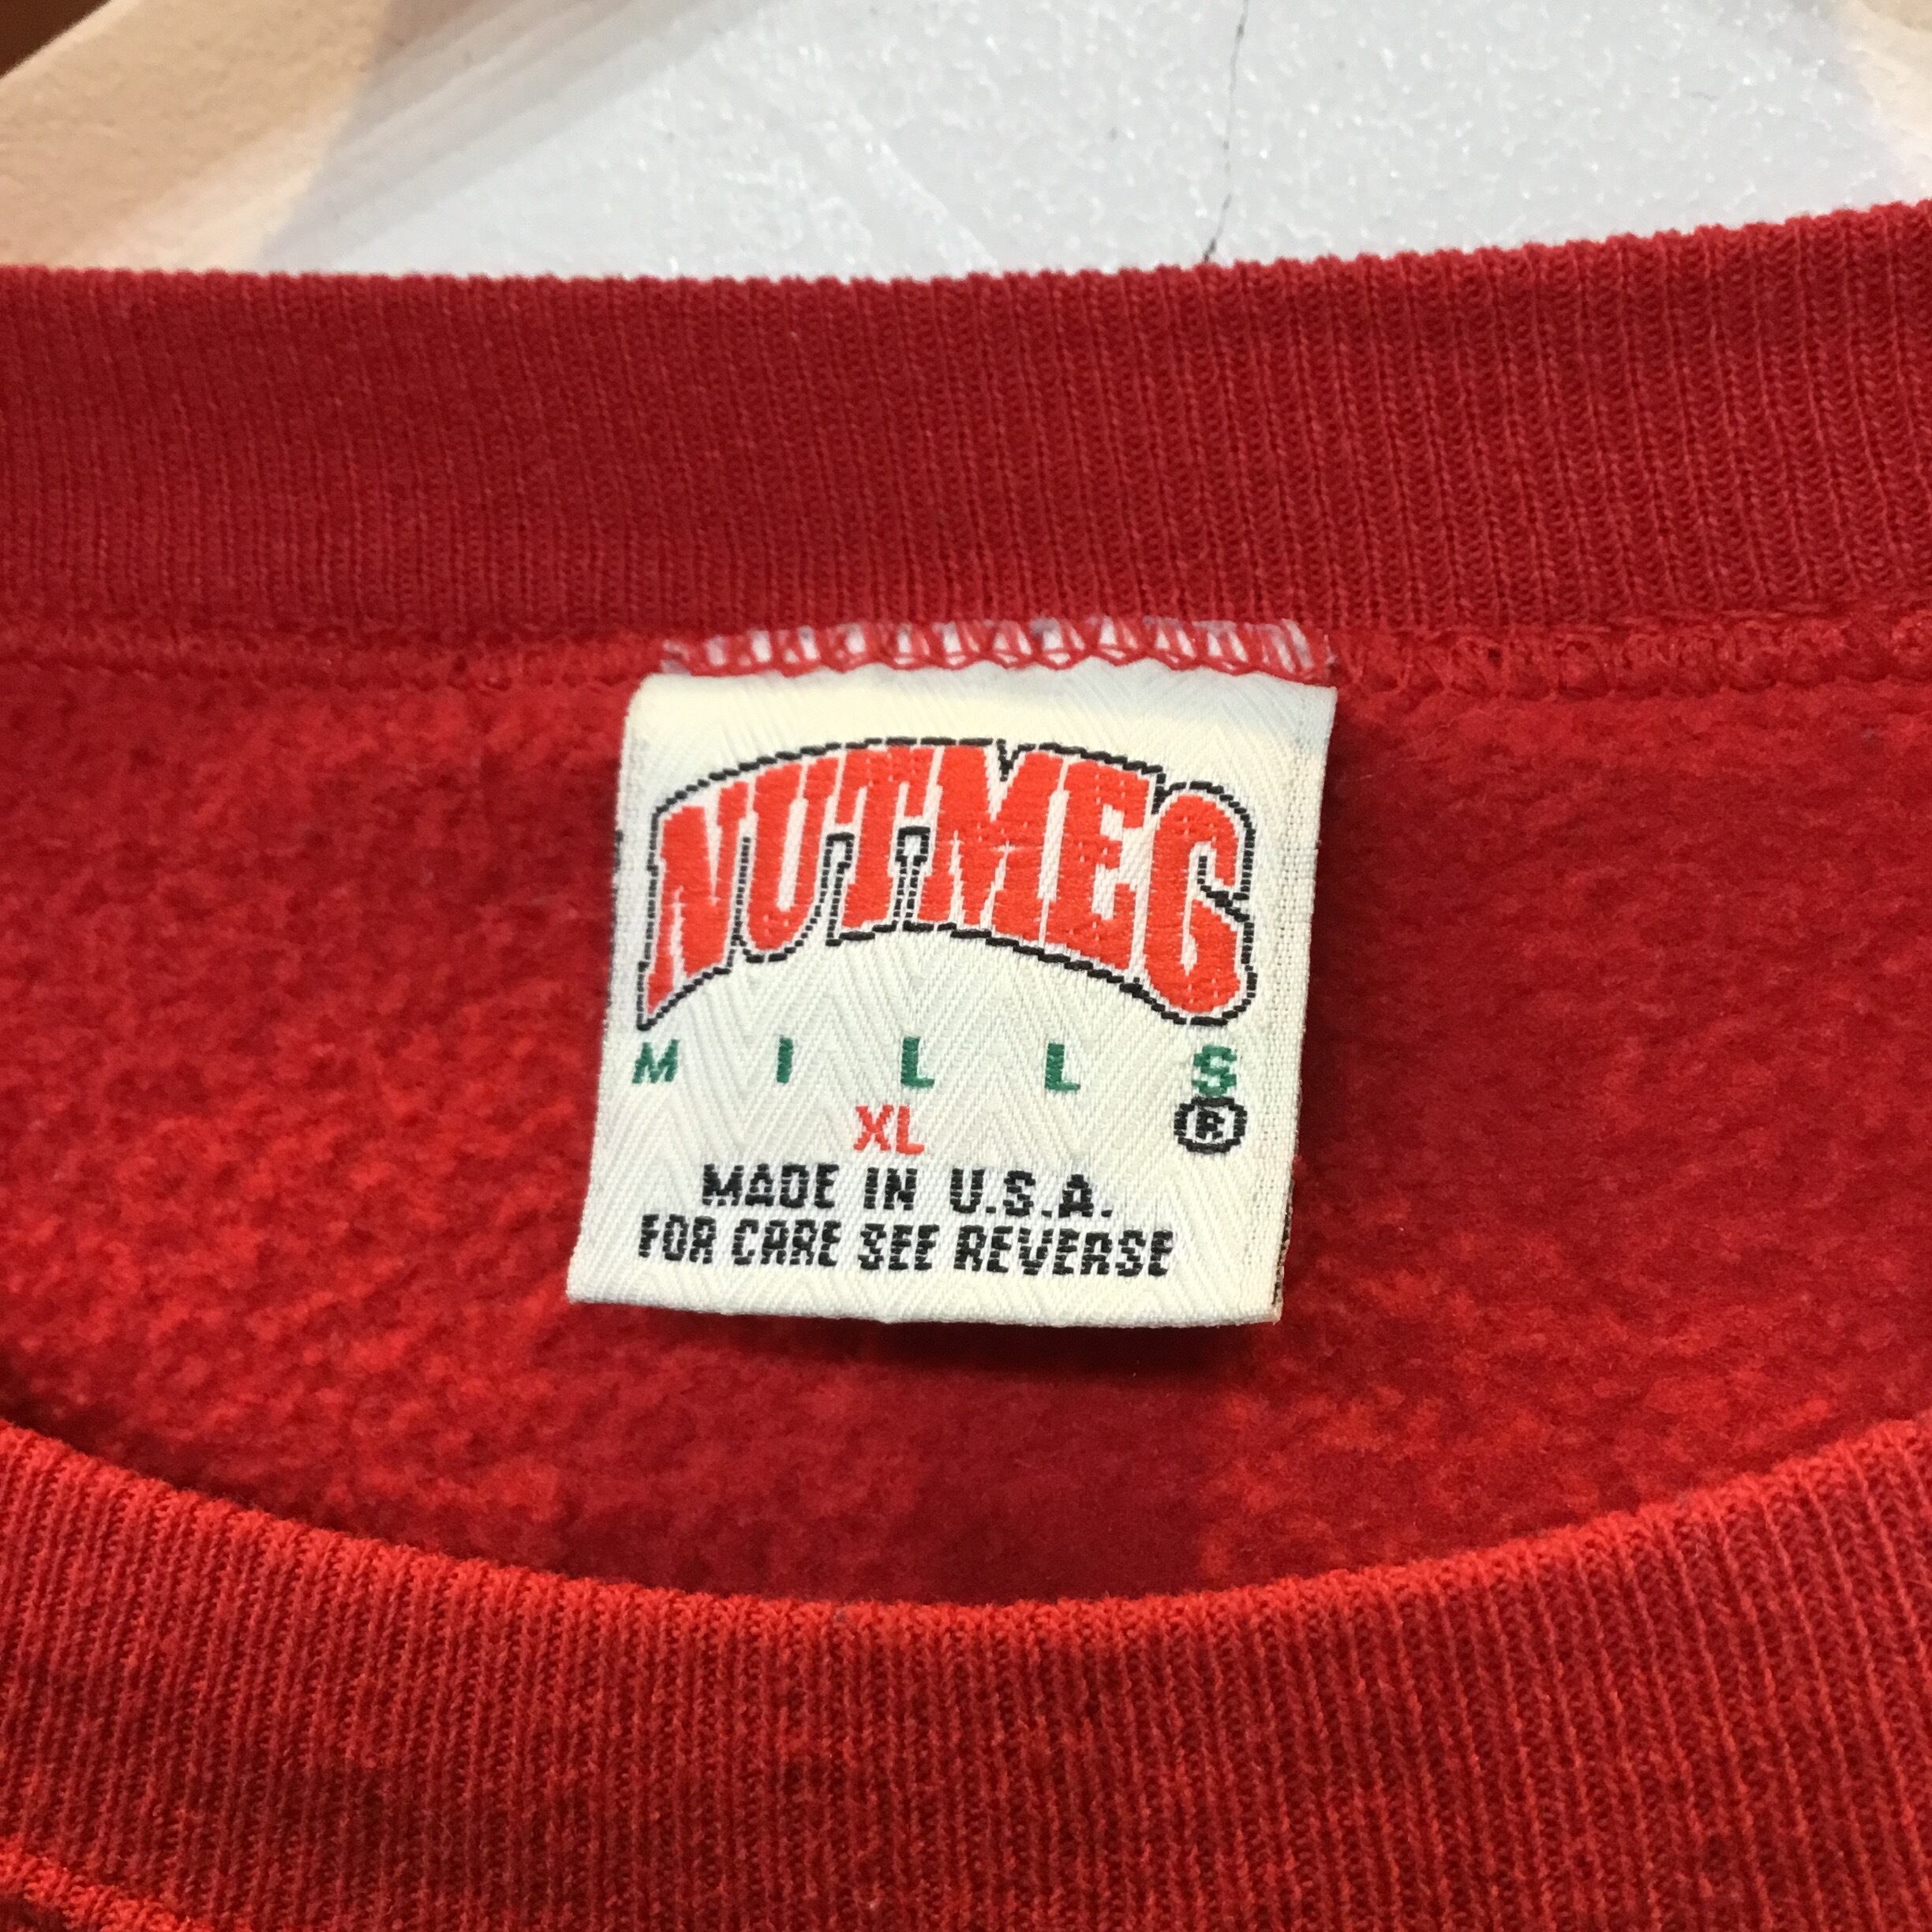 NUTMEG
MILLS
XL ®
MADE IN U.S.A.
FOR CARE SEE REVERSE